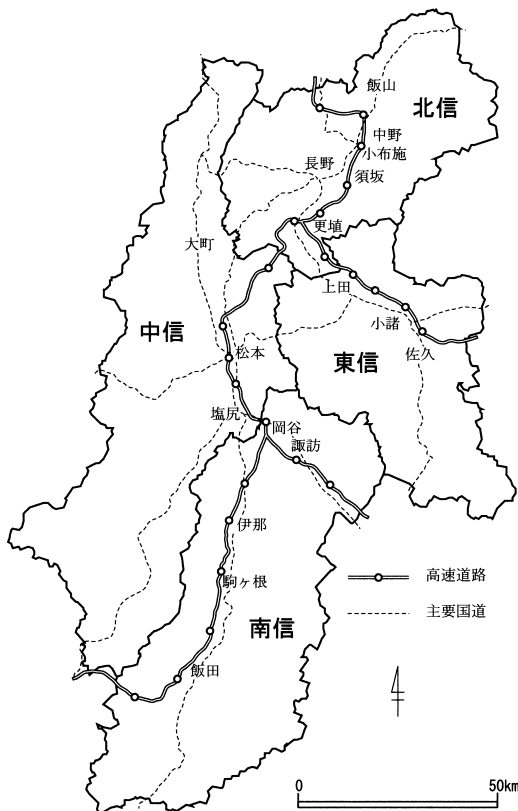 飯山
北信
中野
小布施
長野
須坂
更埴
大町
上田
小諸
中信
東信
佐久
松本
塩尻
岡谷
諏訪
伊那
高速道路
駒ヶ根
主要国道
南信
飯田
0
50km